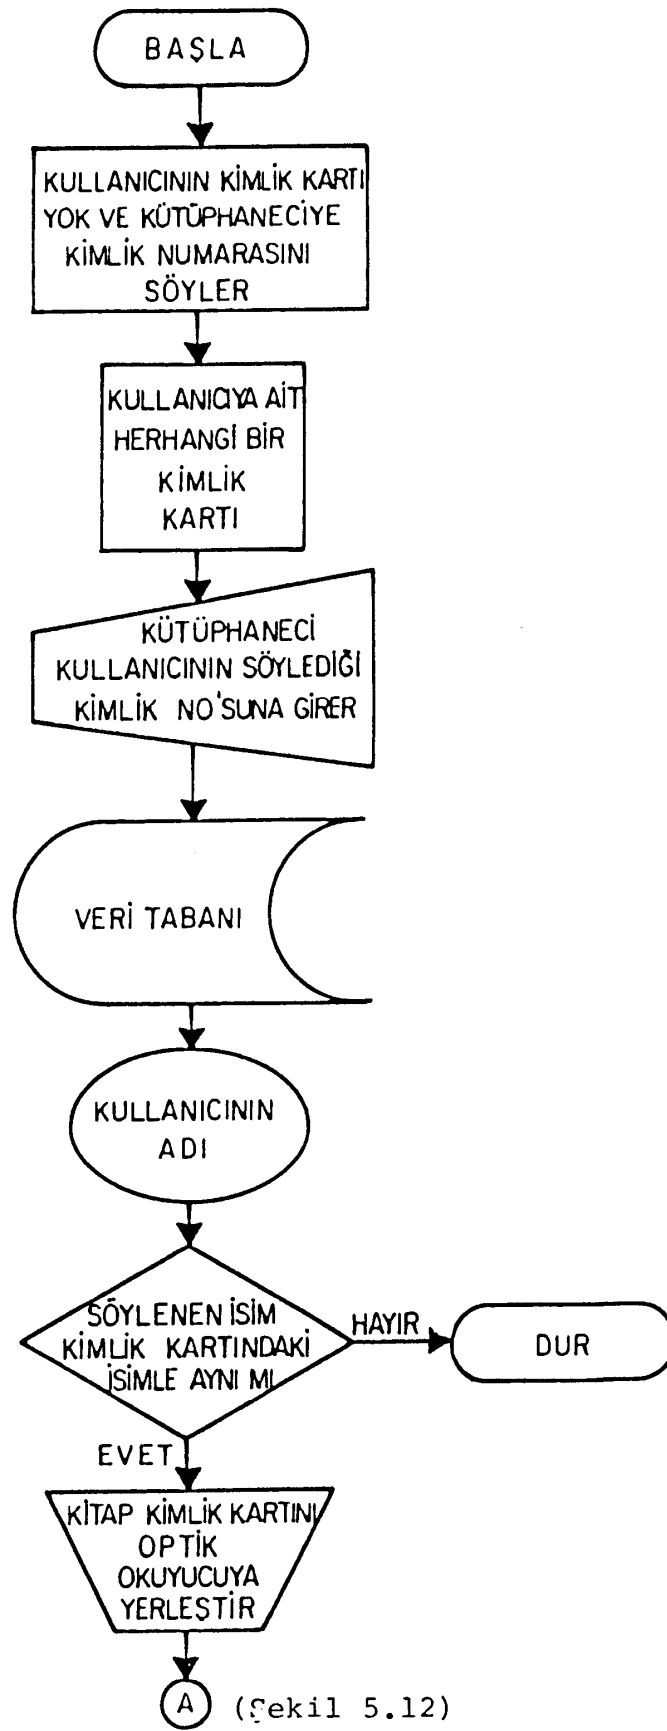 BAŞLA
KULLANICININ KİMLİK KARTI
YOK VE KÜTÜPHANECİYE
KİMLİK NUMARASINI
SÖYLER
KULLANICIYA AİT
HERHANGİ BİR
KİMLİK
KARTI
KÜTÜPHANECİ
KULLANICININ SÖYLEDİĞİ
KİMLİK NO'SUNA GİRER
VERİ TABANI
KULLANICININ
ADI
SÖYLENEN İSİM
KİMLİK KARTINDAKİ
İSİMLE AYNI MI
HAYIR
DUR
EVET
KİTAP KİMLİK KARTINI
OPTİK
OKUYUCUYA
YERLEŞTİR
A (Şekil 5.12)